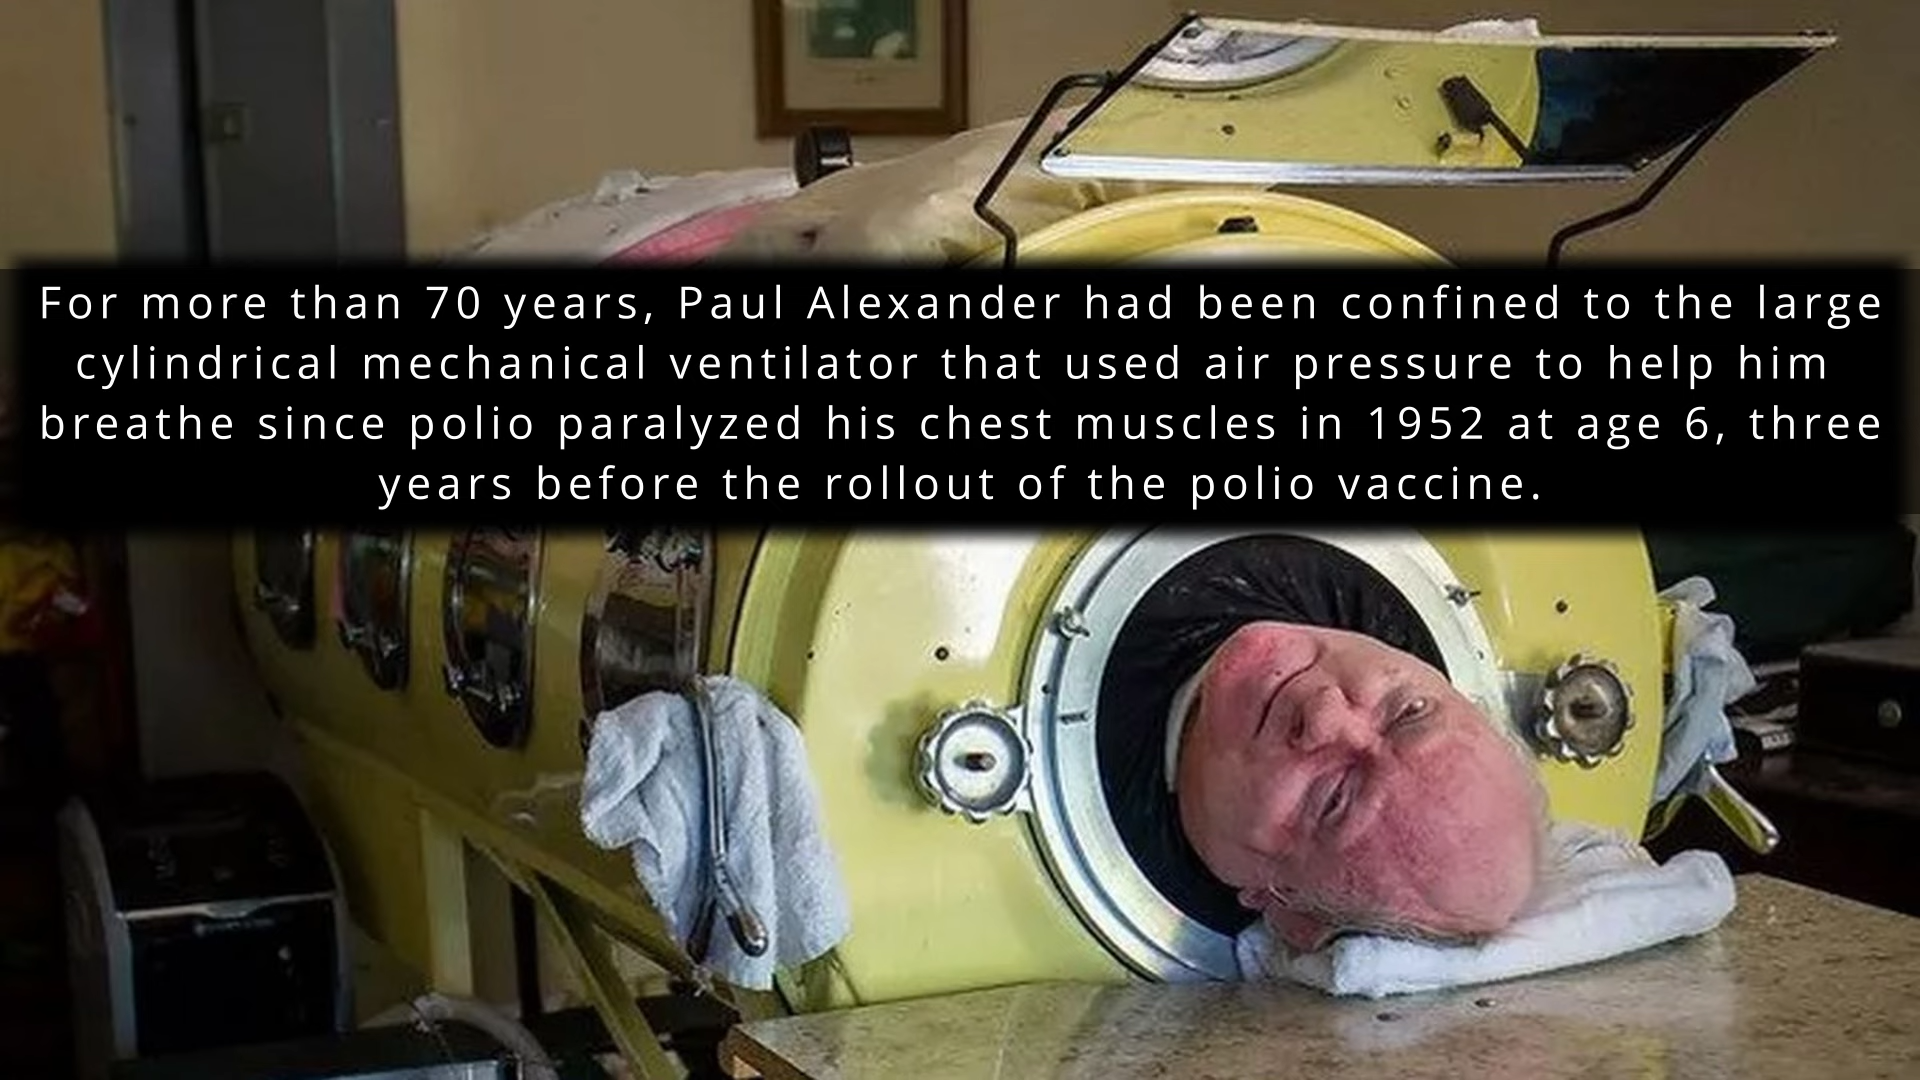 For more than 70 years, Paul Alexander had been confined to the large
cylindrical mechanical ventilator that used air pressure to help him
breathe since polio paralyzed his chest muscles in 1952 at age 6, three
years before the rollout of the polio vaccine.